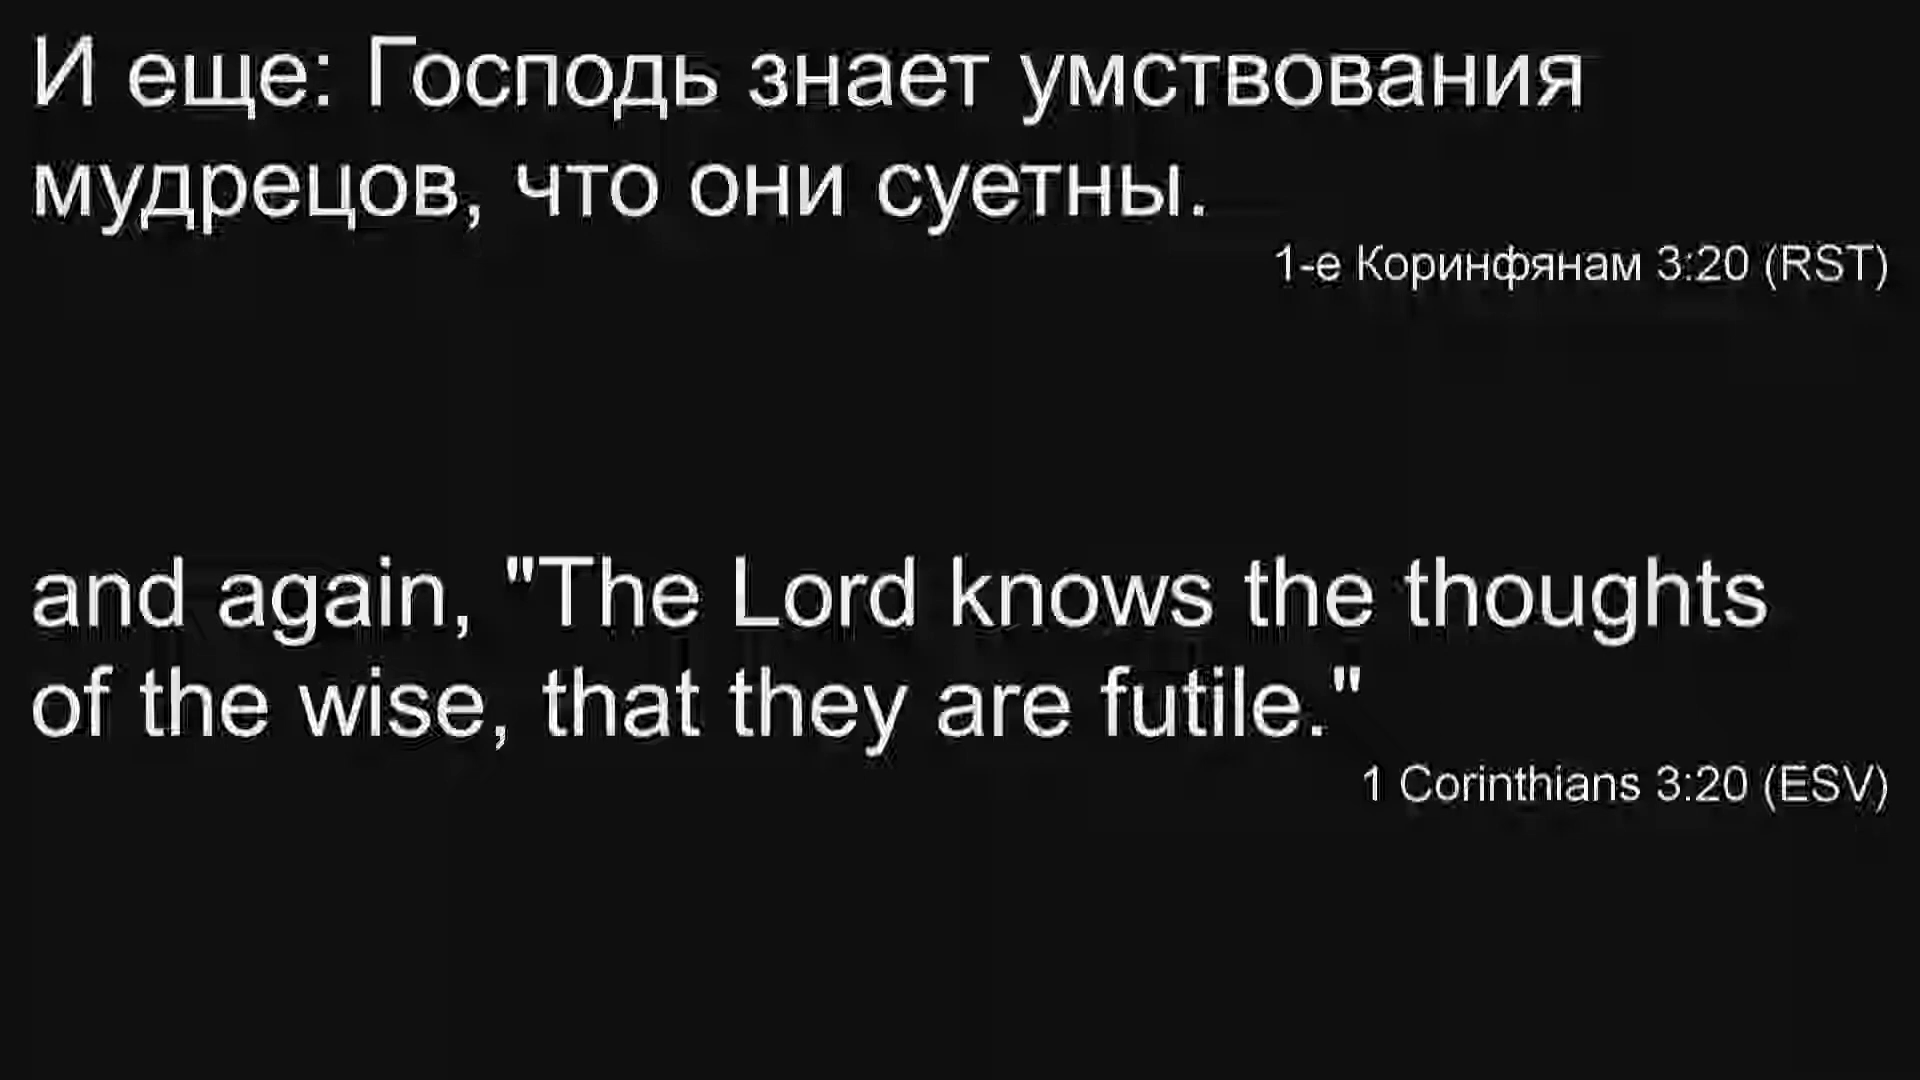 И еще: Господь знает умствования
мудрецов, что они суетны.
1-е Коринфянам 3:20 (RST)
and again, "The Lord knows the thoughts
of the wise, that they are futile."
1 Corinthians 3:20 (ESV)